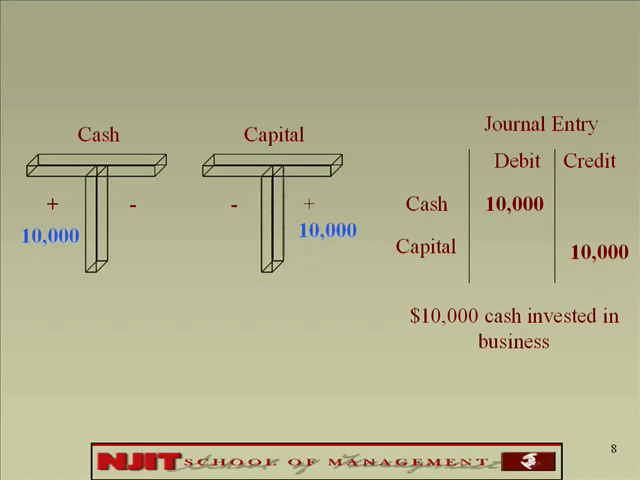 Cash
Capital
+
-
-
+
10,000
10,000
Journal Entry
Debit Credit
Cash 10,000
Capital 10,000
$10,000 cash invested in
business
8
NJIT SCHOOL OF MANAGEMENT